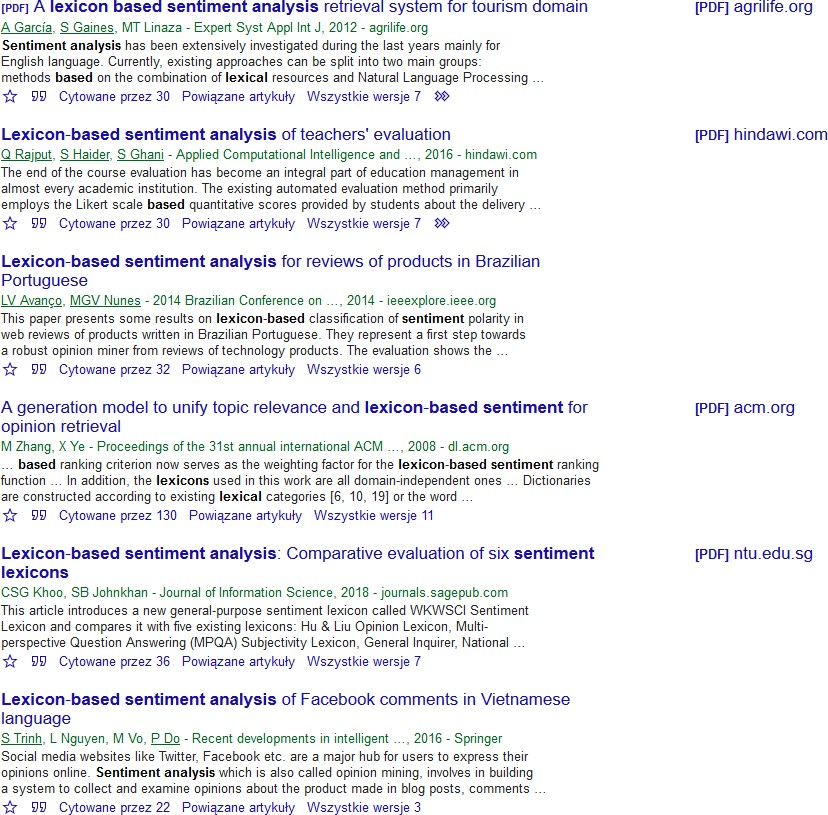 [PDF] A lexicon based sentiment analysis retrieval system for tourism domain
[PDF] agrilife.org
A García, S Gaines, MT Linaza - Expert Syst Appl Int J, 2012 - agrilife.org
Sentiment analysis has been extensively investigated during the last years mainly for
English language. Currently, existing approaches can be split into two main groups:
methods based on the combination of lexical resources and Natural Language Processing ...
Cytowane przez 30 Powiązane artykuły Wszystkie wersje 7
Lexicon-based sentiment analysis of teachers' evaluation
[PDF] hindawi.com
Q Rajput, S Haider, S Ghani - Applied Computational Intelligence and ..., 2016 - hindawi.com
The end of the course evaluation has become an integral part of education management in
almost every academic institution. The existing automated evaluation method primarily
employs the Likert scale based quantitative scores provided by students about the delivery ...
Cytowane przez 30 Powiązane artykuły Wszystkie wersje 7
Lexicon-based sentiment analysis for reviews of products in Brazilian
Portuguese
LV Avanço, MGV Nunes - 2014 Brazilian Conference on ..., 2014 - ieeexplore.ieee.org
This paper presents some results on lexicon-based classification of sentiment polarity in
web reviews of products written in Brazilian Portuguese. They represent a first step towards
a robust opinion miner from reviews of technology products. The evaluation shows the ...
Cytowane przez 32 Powiązane artykuły Wszystkie wersje 6
A generation model to unify topic relevance and lexicon-based sentiment for
opinion retrieval
[PDF] acm.org
M Zhang, X Ye - Proceedings of the 31st annual international ACM ..., 2008 - dl.acm.org
... based ranking criterion now serves as the weighting factor for the lexicon-based sentiment ranking
function ... In addition, the lexicons used in this work are all domain-independent ones ... Dictionaries
are constructed according to existing lexical categories [6, 10, 19] or the word ...
Cytowane przez 130 Powiązane artykuły Wszystkie wersje 11
Lexicon-based sentiment analysis: Comparative evaluation of six sentiment
lexicons
[PDF] ntu.edu.sg
CSG Khoo, SB Johnkhan - Journal of Information Science, 2018 - journals.sagepub.com
This article introduces a new general-purpose sentiment lexicon called WKWSCI Sentiment
Lexicon and compares it with five existing lexicons: Hu & Liu Opinion Lexicon, Multi-
perspective Question Answering (MPQA) Subjectivity Lexicon, General Inquirer, National ...
Cytowane przez 36 Powiązane artykuły Wszystkie wersje 7
Lexicon-based sentiment analysis of Facebook comments in Vietnamese
language
S Trinh, L Nguyen, M Vo, P Do - Recent developments in intelligent ..., 2016 - Springer
Social media websites like Twitter, Facebook etc. are a major hub for users to express their
opinions online. Sentiment analysis which is also called opinion mining, involves in building
a system to collect and examine opinions about the product made in blog posts, comments ...
Cytowane przez 22 Powiązane artykuły Wszystkie wersje 3